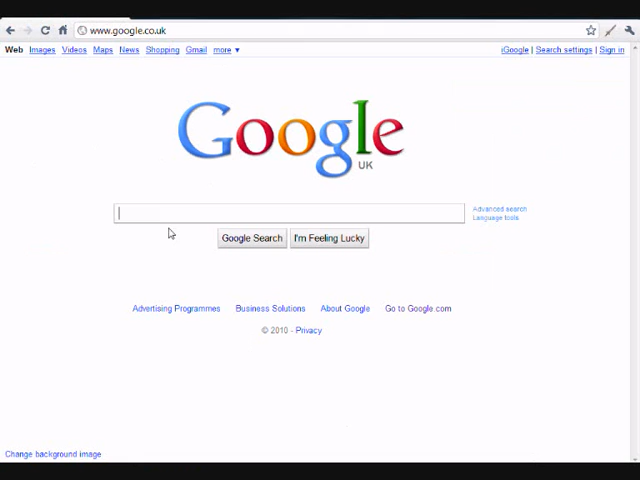 www.google.co.uk
Web Images Videos Maps News Shopping Gmail more ▼ iGoogle | Search settings | Sign in
Google
UK
Advanced search
Language tools
Google Search I'm Feeling Lucky
Advertising Programmes Business Solutions About Google Go to Google.com
© 2010 - Privacy
Change background image